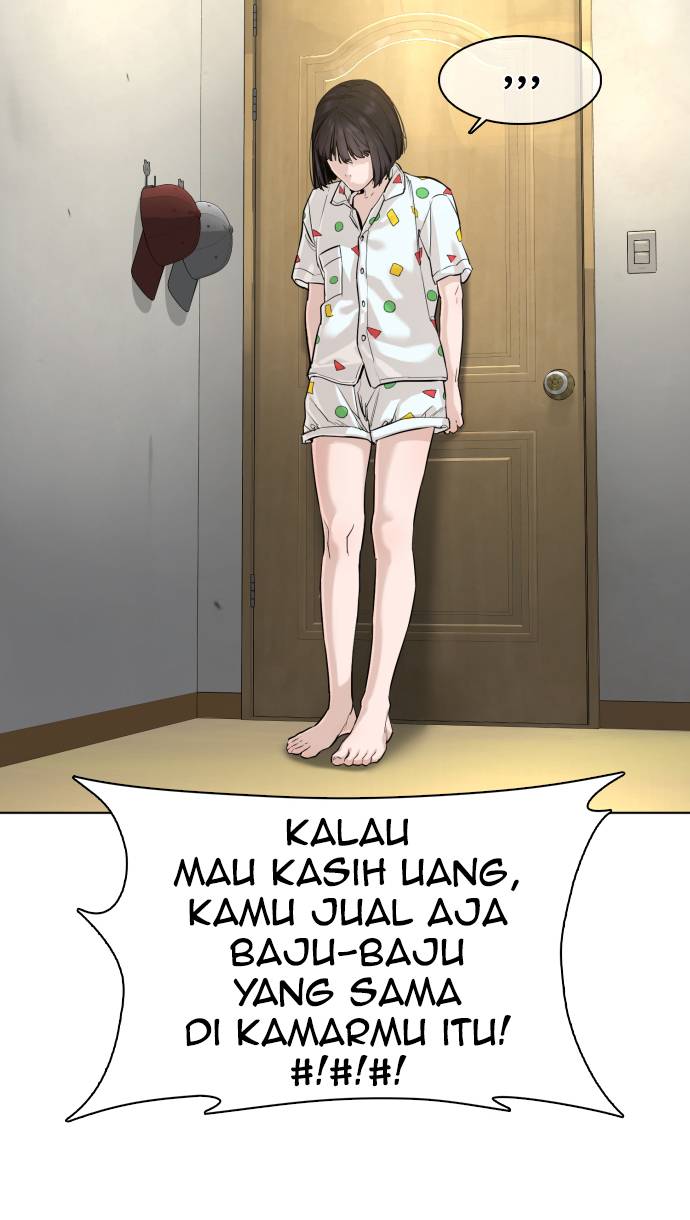 ,,,
KALAU
MAU KASIH UANG,
KAMU JUAL AJA
BAJU-BAJU
YANG SAMA
DI KAMARMU ITU!
#!#!#!